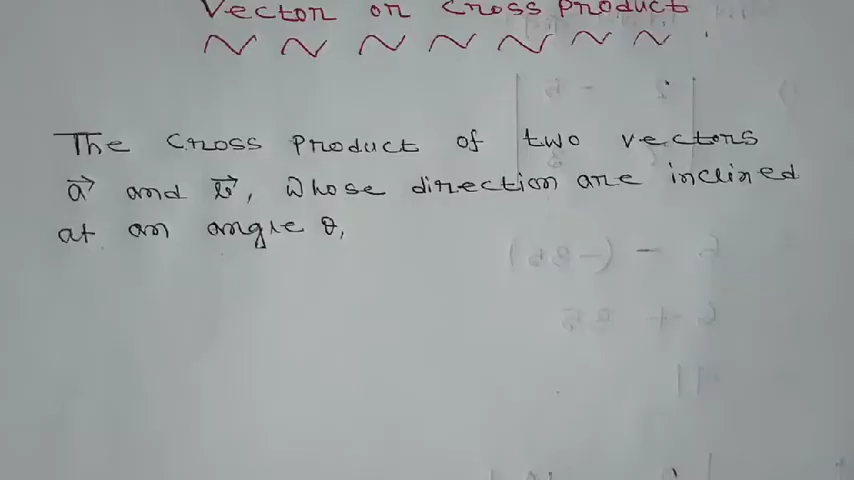 Vector or Cross Product
The cross product of two vectors
a⃗ and b⃗, whose direction are inclined
at an angle θ,